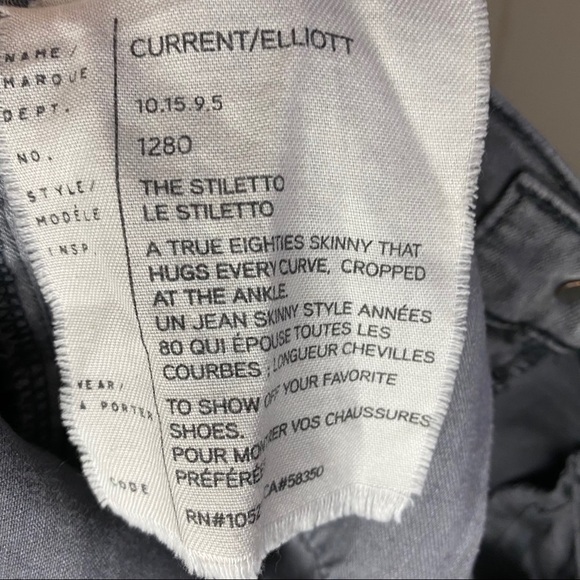 NAME / CURRENT/ELLIOTT
MARQUE
DEPT. 10.15.9.5
NO. 1280
STYLE/ THE STILETTO
MODÈLE LE STILETTO
INSP. A TRUE EIGHTIES SKINNY THAT
HUGS EVERY CURVE, CROPPED
AT THE ANKLE
UN JEAN SKINNY STYLE ANNÉES
80 QUI ÉPOUSE TOUTES LES
COURBES : LONGUEUR CHEVILLES
WEAR/ TO SHOW OFF YOUR FAVORITE
À PORTER SHOES.
POUR VOS CHAUSSURES
CODE
CA#58350